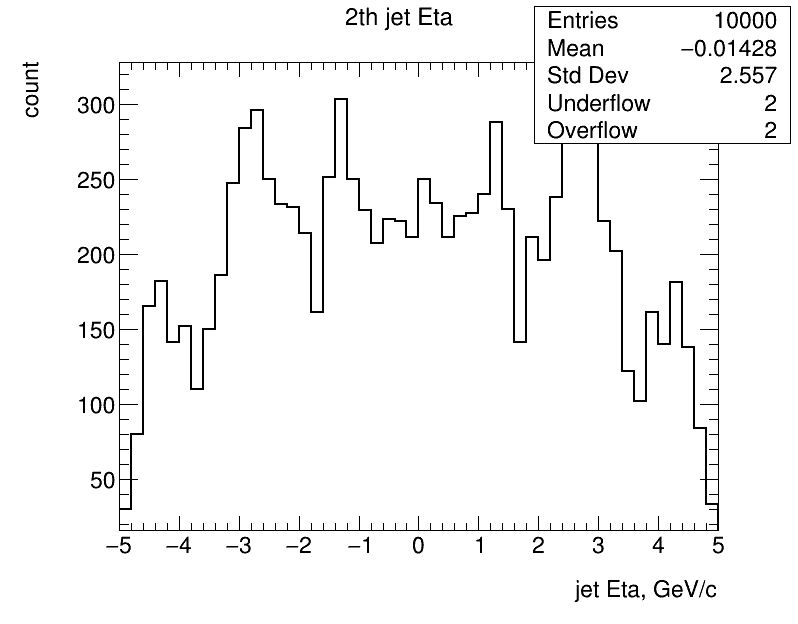 2th jet Eta
Entries 10000
Mean −0.01428
Std Dev 2.557
Underflow 2
Overflow 2
count
300
250
200
150
100
50
−5 −4 −3 −2 −1 0 1 2 3 4 5
jet Eta, GeV/c